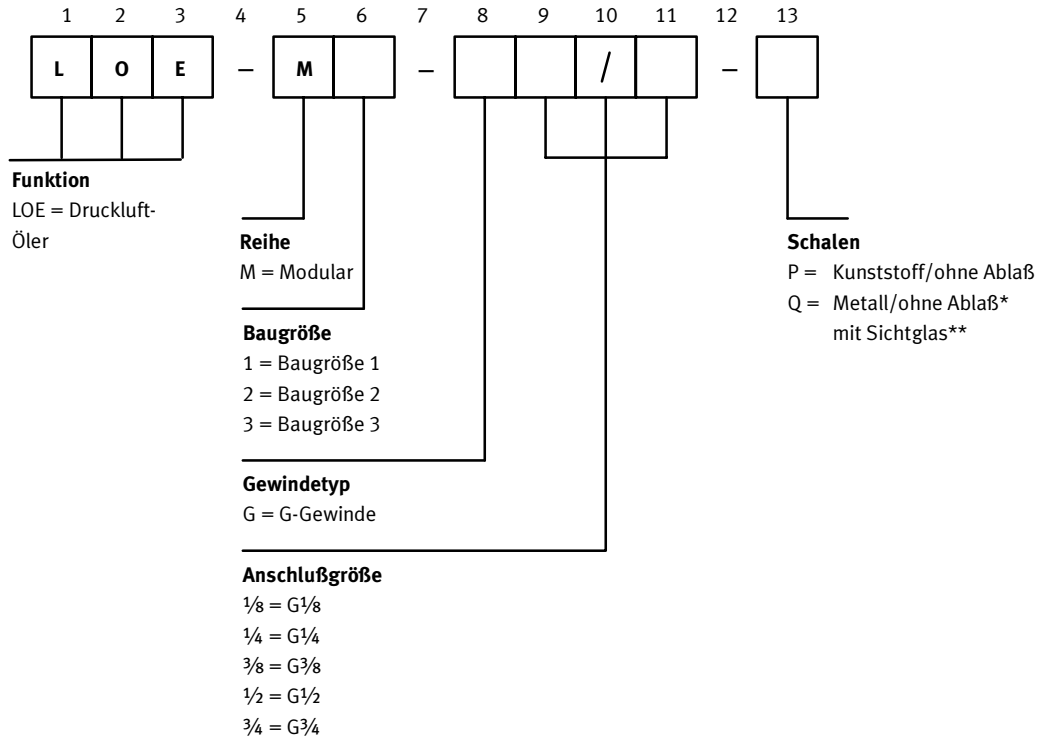 1 2 3 4 5 6 7 8 9 10 11 12 13
L O E – M – / –
Funktion
LOE = Druckluft-
Öler
Reihe
M = Modular
Baugröße
1 = Baugröße 1
2 = Baugröße 2
3 = Baugröße 3
Gewindetyp
G = G-Gewinde
Anschlußgröße
⅛ = G⅛
¼ = G¼
⅜ = G⅜
½ = G½
¾ = G¾
Schalen
P = Kunststoff/ohne Ablaß
Q = Metall/ohne Ablaß*
mit Sichtglas**